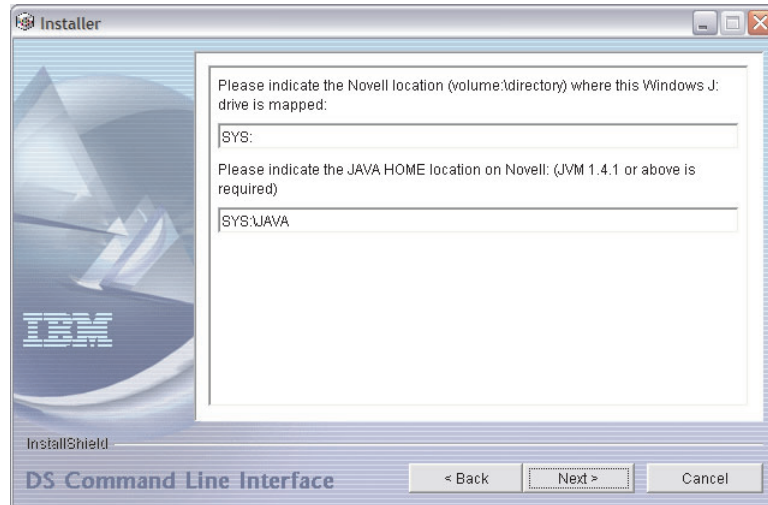 Installer
Please indicate the Novell location (volume:\directory) where this Windows J:
drive is mapped:
SYS:
Please indicate the JAVA HOME location on Novell: (JVM 1.4.1 or above is
required)
SYS:\JAVA
IBM
InstallShield
DS Command Line Interface
< Back
Next >
Cancel